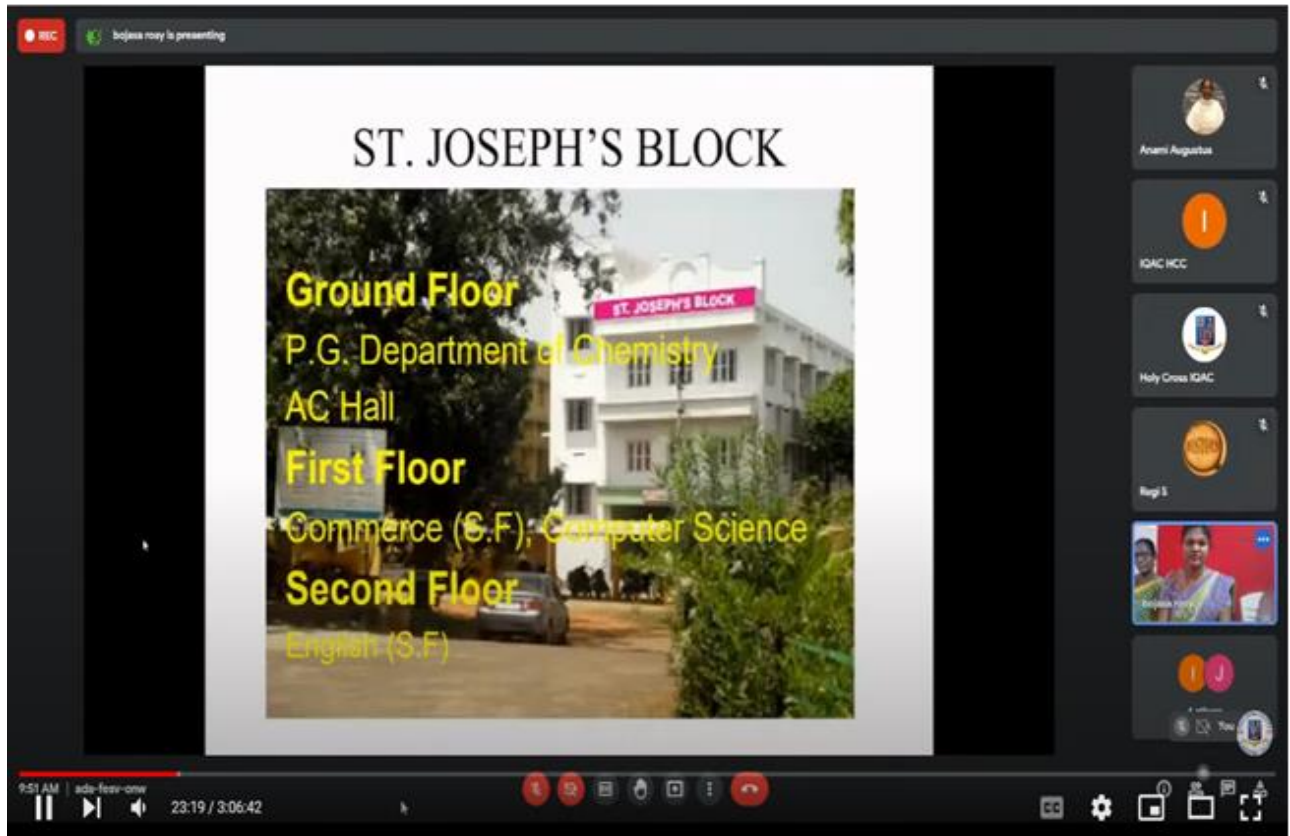 REC
bojasa rosy is presenting
ST. JOSEPH'S BLOCK
ST. JOSEPH'S BLOCK
Ground Floor
P.G. Department of Chemistry
AC Hall
First Floor
Commerce (S.F), Computer Science
Second Floor
English (S.F)
Anami Augustus
I
IQAC HCC
Holy Cross IQAC
Regi S
bojasa rosy
I J
You
9:51 AM | ada-fesv-onw
23:19 / 3:06:42
CC